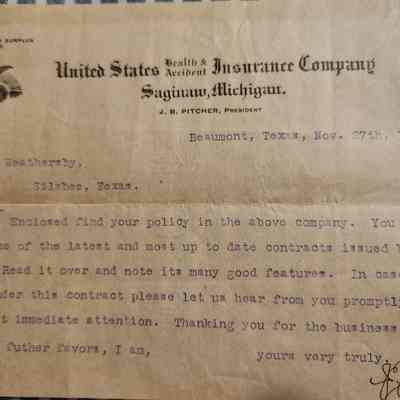 SURPLUS
United States Health & Accident Insurance Company
Saginaw, Michigan.
J. B. PITCHER, PRESIDENT
Beaumont, Texas, Nov. 27th,
Weathersby,
Silsbee, Texas.
Enclosed find your policy in the above company. You
of the latest and most up to date contracts issued
Read it over and note its many good features. In case
this contract please let us hear from you promptly
immediate attention. Thanking you for the business
futher favors, I am,
yours very truly,